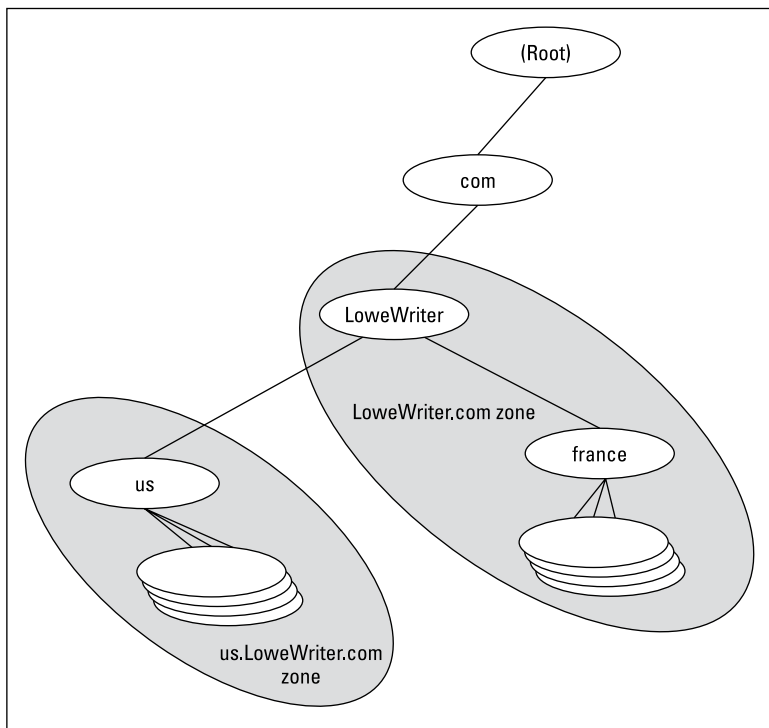 (Root)
com
LoweWriter
LoweWriter.com zone
france
us
us.LoweWriter.com
zone